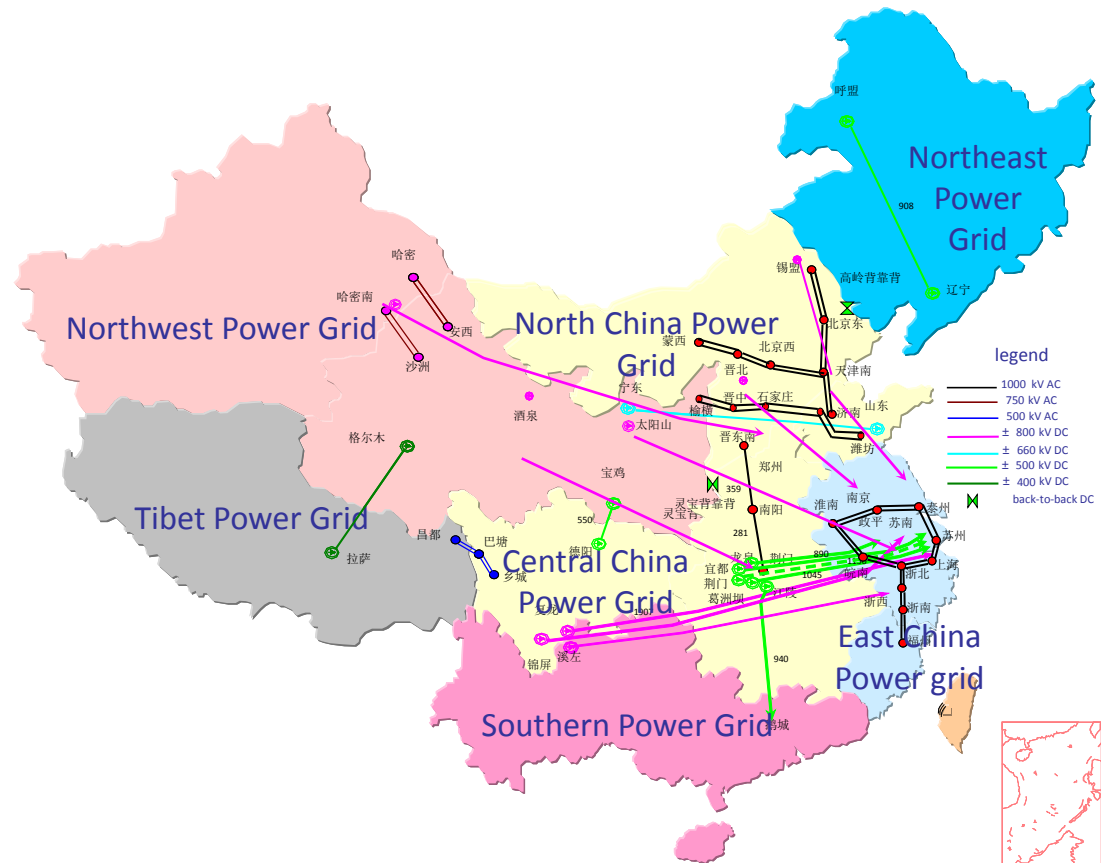 呼盟
Northeast
Power
Grid
908
辽宁
锡盟
高岭背靠背
北京东
哈密
哈密南
安西
沙洲
Northwest Power Grid
North China Power
Grid
蒙西
北京西
天津南
晋北
宁东
酒泉
太阳山
榆横
晋中
石家庄
济南
山东
潍坊
晋东南
郑州
359
灵宝背靠背
南阳
281
legend
1000 kV AC
750 kV AC
500 kV AC
± 800 kV DC
± 660 kV DC
± 500 kV DC
± 400 kV DC
back-to-back DC
格尔木
Tibet Power Grid
拉萨
宝鸡
550
德阳
昌都
巴塘
乡城
Central China
Power Grid
淮南
南京
泰州
政平
苏南
苏州
龙泉
荆门
890
宜都
1045
皖南
浙北
上海
荆门
葛洲坝
江陵
浙西
浙南
复龙
1907
锦屏
溪左
East China
Power grid
940
鹅城
Southern Power Grid